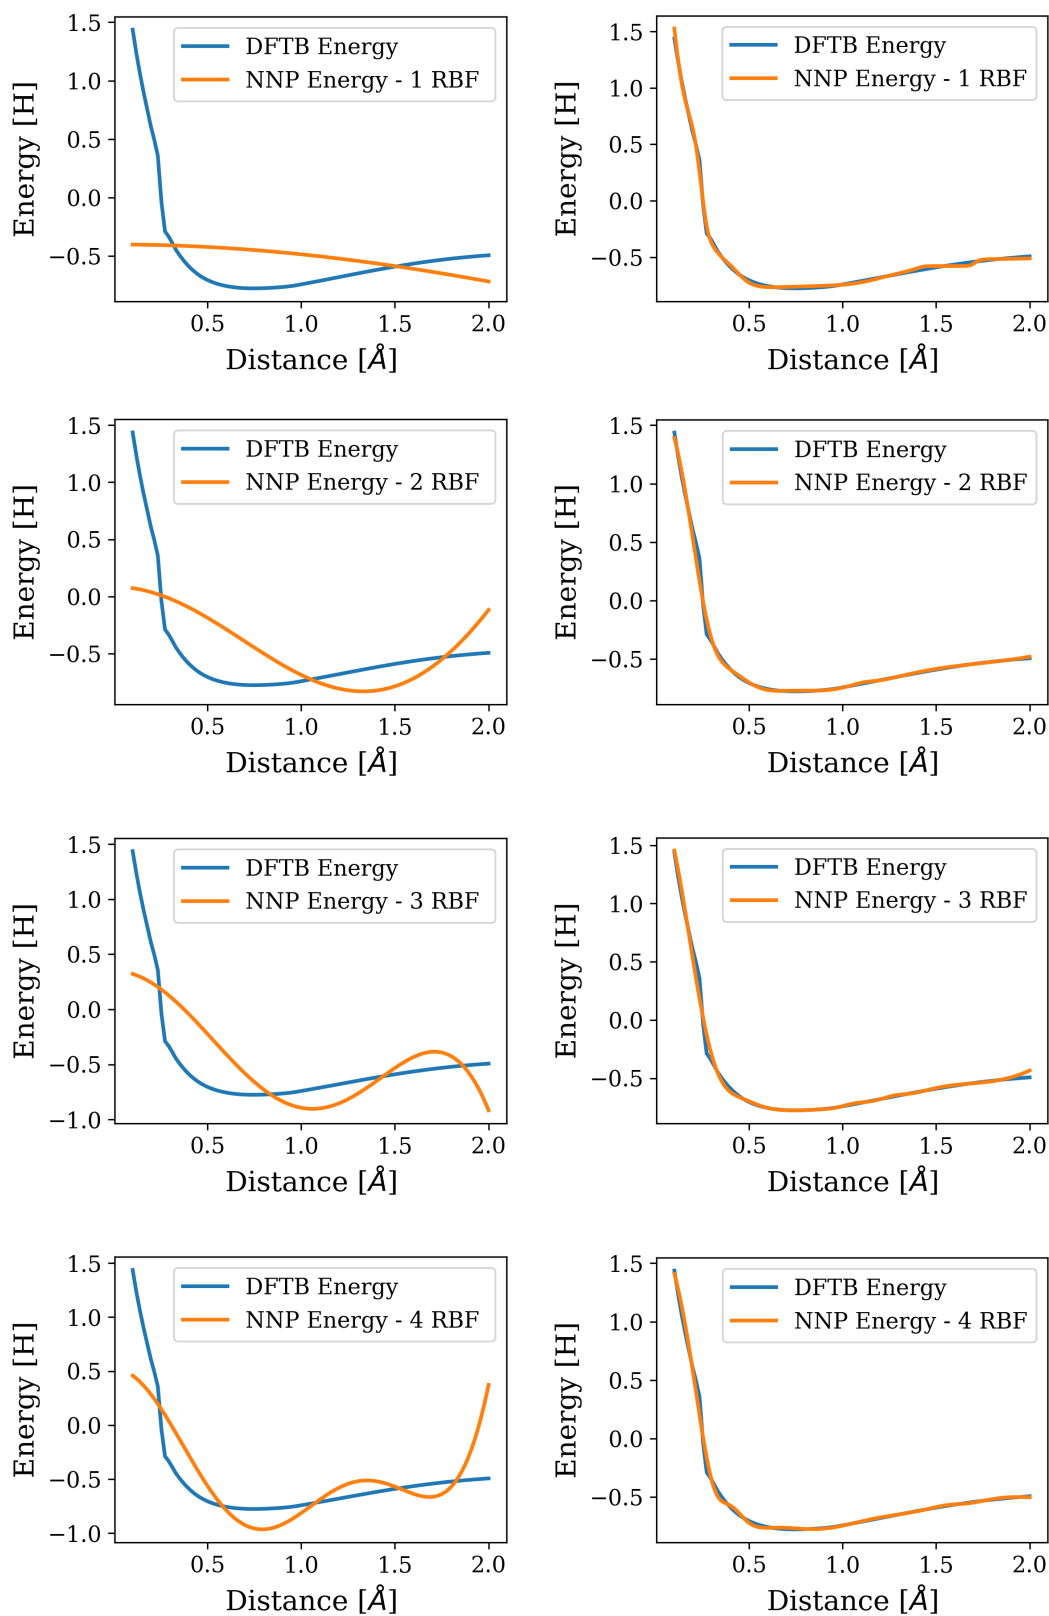 DFTB Energy
NNP Energy - 1 RBF
Energy [H]
1.5
1.0
0.5
0.0
−0.5
0.5 1.0 1.5 2.0
Distance [Å]
DFTB Energy
NNP Energy - 1 RBF
Energy [H]
1.5
1.0
0.5
0.0
−0.5
0.5 1.0 1.5 2.0
Distance [Å]
DFTB Energy
NNP Energy - 2 RBF
Energy [H]
1.5
1.0
0.5
0.0
−0.5
0.5 1.0 1.5 2.0
Distance [Å]
DFTB Energy
NNP Energy - 2 RBF
Energy [H]
1.5
1.0
0.5
0.0
−0.5
0.5 1.0 1.5 2.0
Distance [Å]
DFTB Energy
NNP Energy - 3 RBF
Energy [H]
1.5
1.0
0.5
0.0
−0.5
−1.0
0.5 1.0 1.5 2.0
Distance [Å]
DFTB Energy
NNP Energy - 3 RBF
Energy [H]
1.5
1.0
0.5
0.0
−0.5
0.5 1.0 1.5 2.0
Distance [Å]
DFTB Energy
NNP Energy - 4 RBF
Energy [H]
1.5
1.0
0.5
0.0
−0.5
−1.0
0.5 1.0 1.5 2.0
Distance [Å]
DFTB Energy
NNP Energy - 4 RBF
Energy [H]
1.5
1.0
0.5
0.0
−0.5
0.5 1.0 1.5 2.0
Distance [Å]